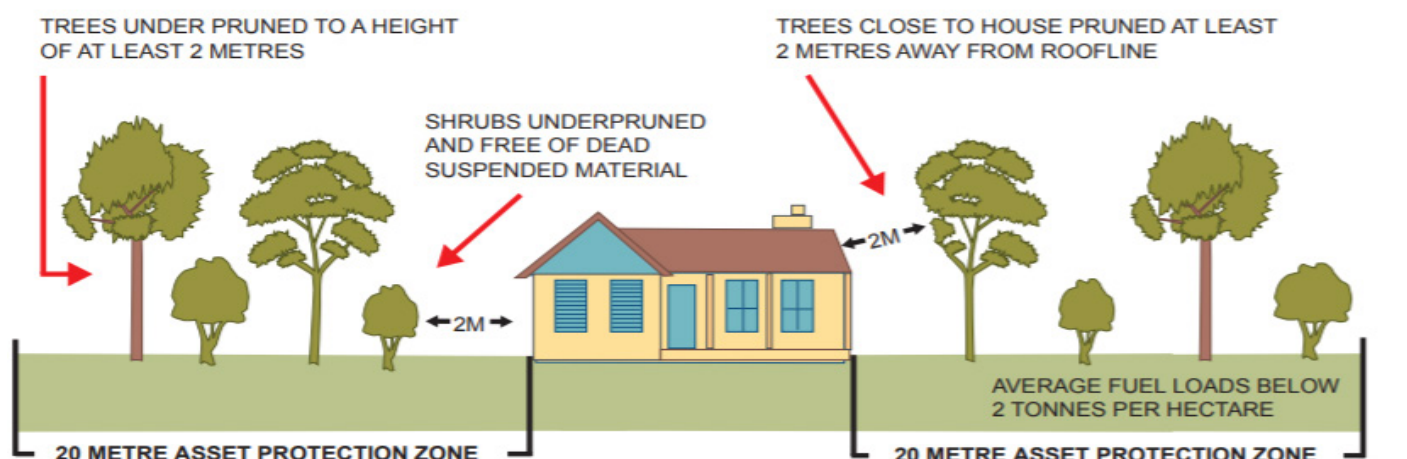 TREES UNDER PRUNED TO A HEIGHT
OF AT LEAST 2 METRES
TREES CLOSE TO HOUSE PRUNED AT LEAST
2 METRES AWAY FROM ROOFLINE
SHRUBS UNDERPRUNED
AND FREE OF DEAD
SUSPENDED MATERIAL
2M
2M
AVERAGE FUEL LOADS BELOW
2 TONNES PER HECTARE
20 METRE ASSET PROTECTION ZONE
20 METRE ASSET PROTECTION ZONE